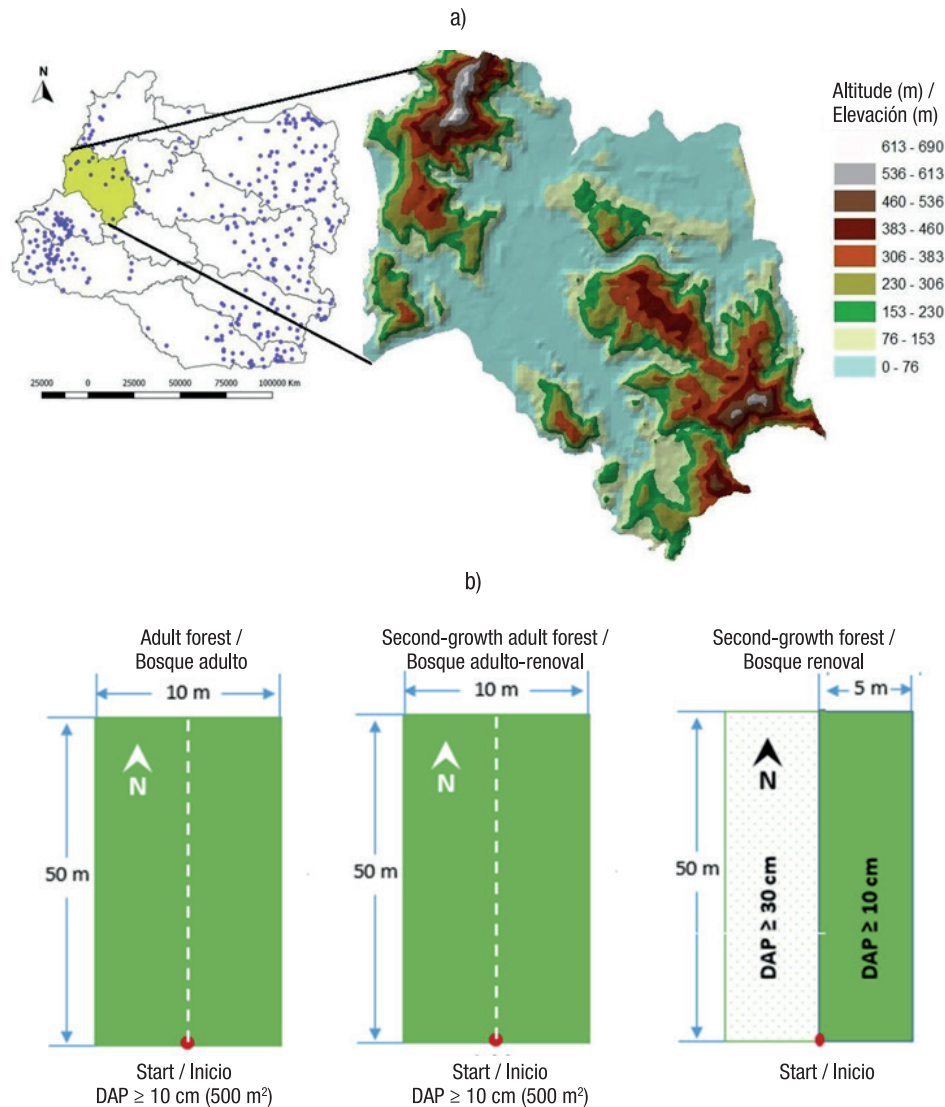 a)
N
25000 0 25000 50000 75000 100000 Km
Altitude (m) /
Elevación (m)
613 - 690
536 - 613
460 - 536
383 - 460
306 - 383
230 - 306
153 - 230
76 - 153
0 - 76
b)
Adult forest /
Bosque adulto
10 m
50 m
N
Start / Inicio
DAP ≥ 10 cm (500 m²)
Second-growth adult forest /
Bosque adulto-renoval
10 m
50 m
N
Start / Inicio
DAP ≥ 10 cm (500 m²)
Second-growth forest /
Bosque renoval
5 m
50 m
N
DAP ≥ 30 cm
DAP ≥ 10 cm
Start / Inicio